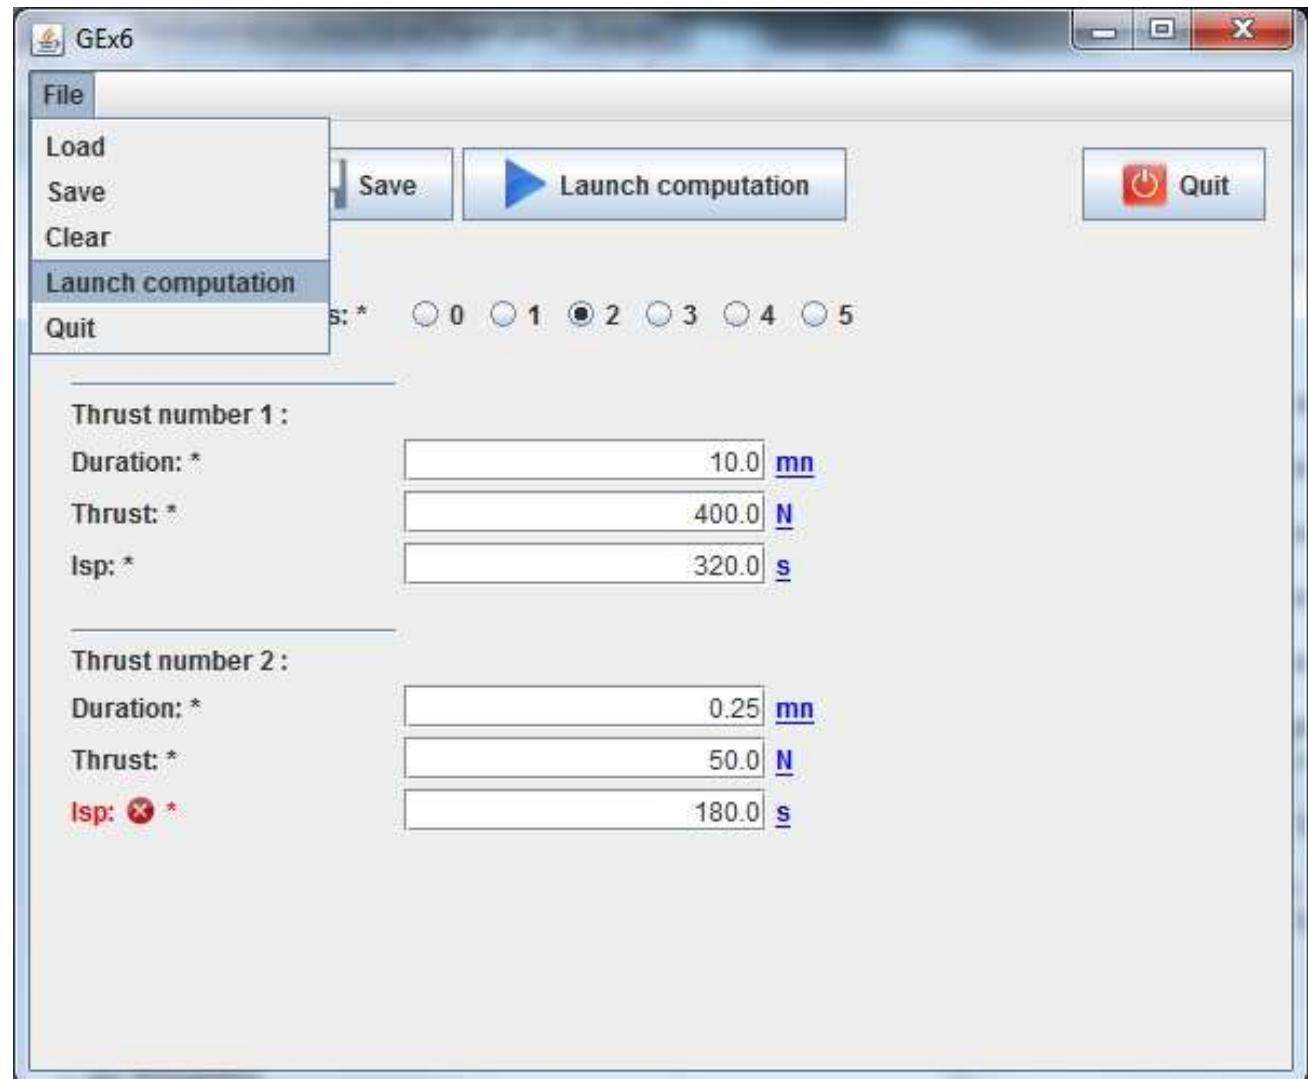 GEx6
File
Load
Save
Clear
Launch computation
Quit
Save
Launch computation
Quit
s: * 0 1 2 3 4 5
Thrust number 1 :
Duration: * 10.0 mn
Thrust: * 400.0 N
Isp: * 320.0 s
Thrust number 2 :
Duration: * 0.25 mn
Thrust: * 50.0 N
Isp: * 180.0 s